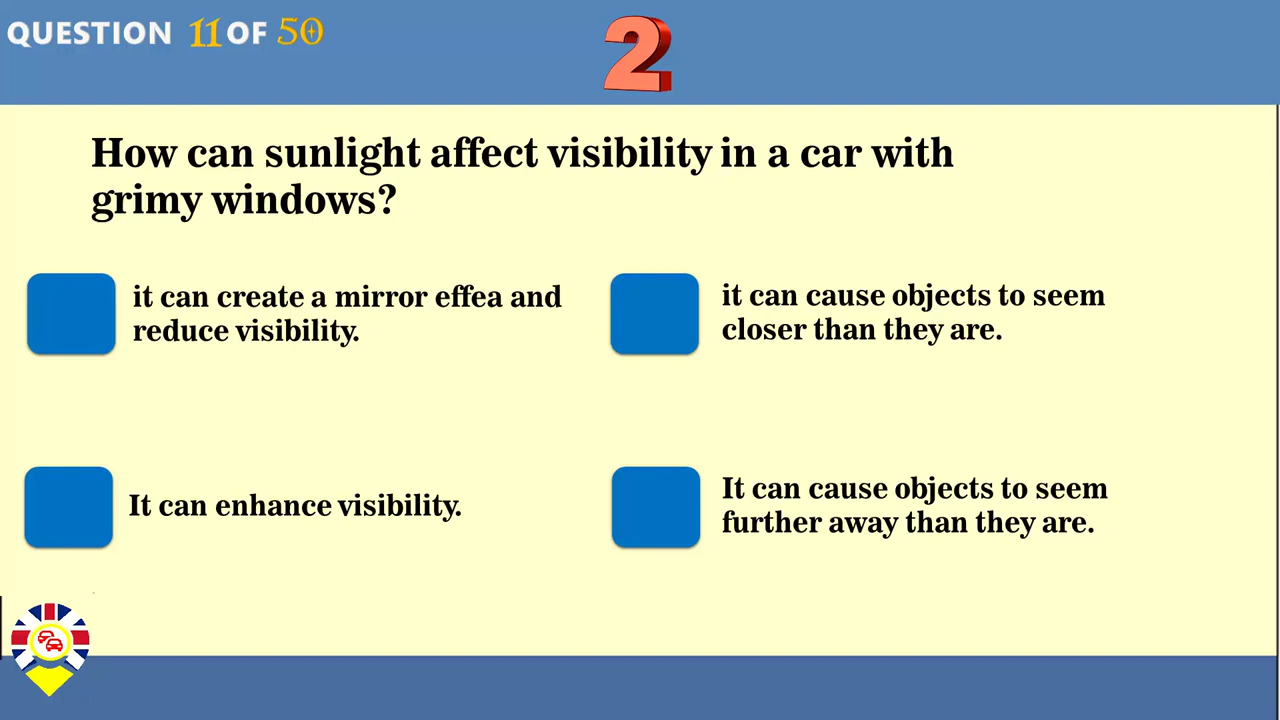 QUESTION 11 OF 50
2
How can sunlight affect visibility in a car with
grimy windows?
it can create a mirror effea and
reduce visibility.
it can cause objects to seem
closer than they are.
It can enhance visibility.
It can cause objects to seem
further away than they are.